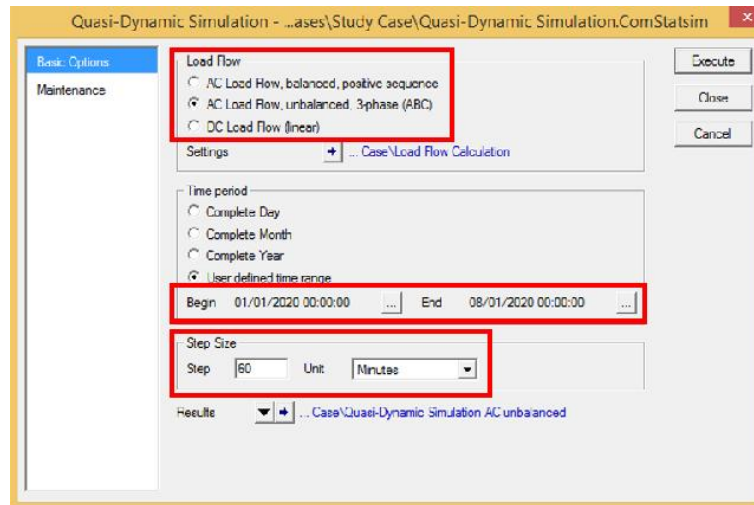 Quasi-Dynamic Simulation - ...ases\Study Case\Quasi-Dynamic Simulation.ComStatsim
x
Basic Options
Maintenance
Load Flow
AC Load Flow, balanced, positive sequence
AC Load Flow, unbalanced, 3-phase (ABC)
DC Load Flow (linear)
Settings ... Case\Load Flow Calculation
Time period
Complete Day
Complete Month
Complete Year
User defined time range
Begin 01/01/2020 00:00:00 ... End 08/01/2020 00:00:00 ...
Step Size
Step 60 Unit Minutes
Results ... Case\Quasi-Dynamic Simulation AC unbalanced
Execute
Close
Cancel